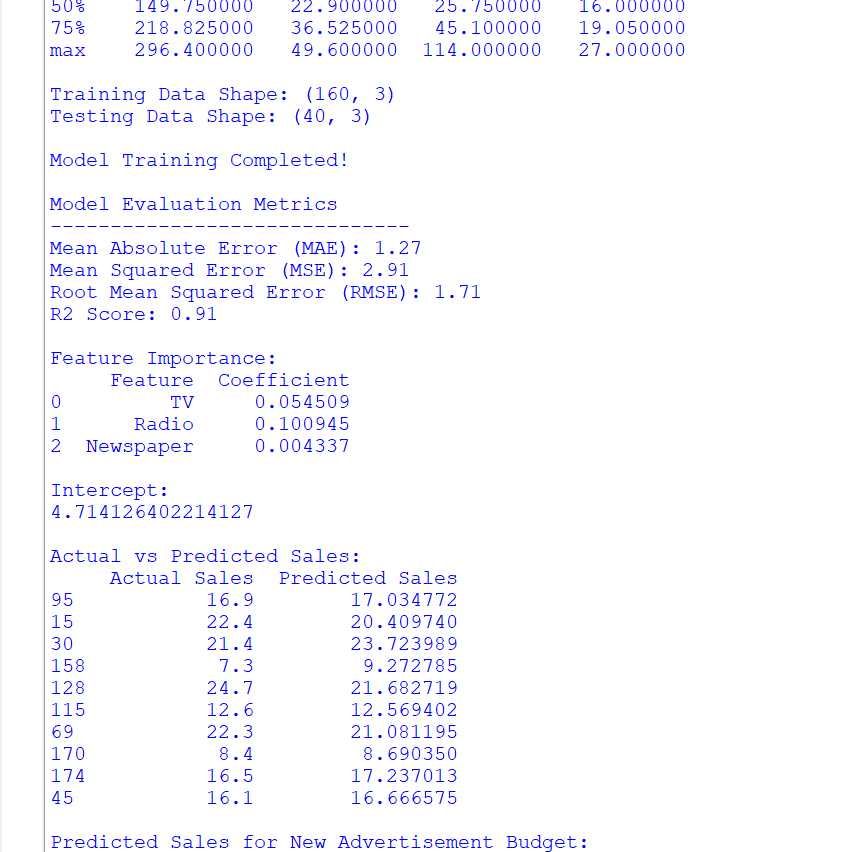 50%    149.750000   22.900000   25.750000   16.000000
75%    218.825000   36.525000   45.100000   19.050000
max    296.400000   49.600000  114.000000   27.000000
Training Data Shape: (160, 3)
Testing Data Shape: (40, 3)
Model Training Completed!
Model Evaluation Metrics
------------------------------
Mean Absolute Error (MAE): 1.27
Mean Squared Error (MSE): 2.91
Root Mean Squared Error (RMSE): 1.71
R2 Score: 0.91
Feature Importance:
     Feature  Coefficient
0         TV     0.054509
1      Radio     0.100945
2  Newspaper     0.004337
Intercept:
4.714126402214127
Actual vs Predicted Sales:
     Actual Sales  Predicted Sales
95           16.9        17.034772
15           22.4        20.409740
30           21.4        23.723989
158           7.3         9.272785
128          24.7        21.682719
115          12.6        12.569402
69           22.3        21.081195
170           8.4         8.690350
174          16.5        17.237013
45           16.1        16.666575
Predicted Sales for New Advertisement Budget: